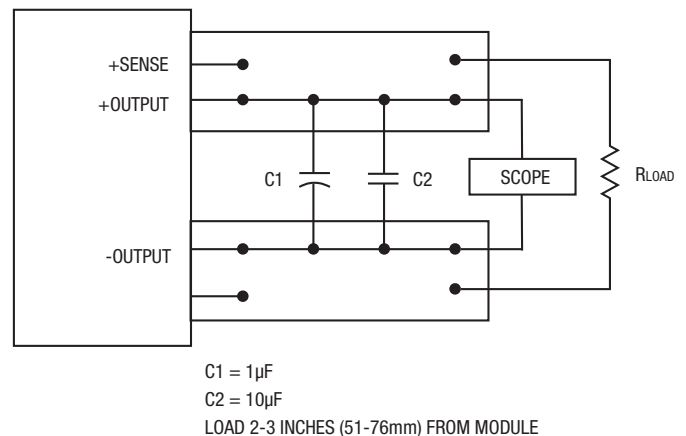 +SENSE
+OUTPUT
C1
C2
SCOPE
RLOAD
-OUTPUT
C1 = 1µF
C2 = 10µF
LOAD 2-3 INCHES (51-76mm) FROM MODULE